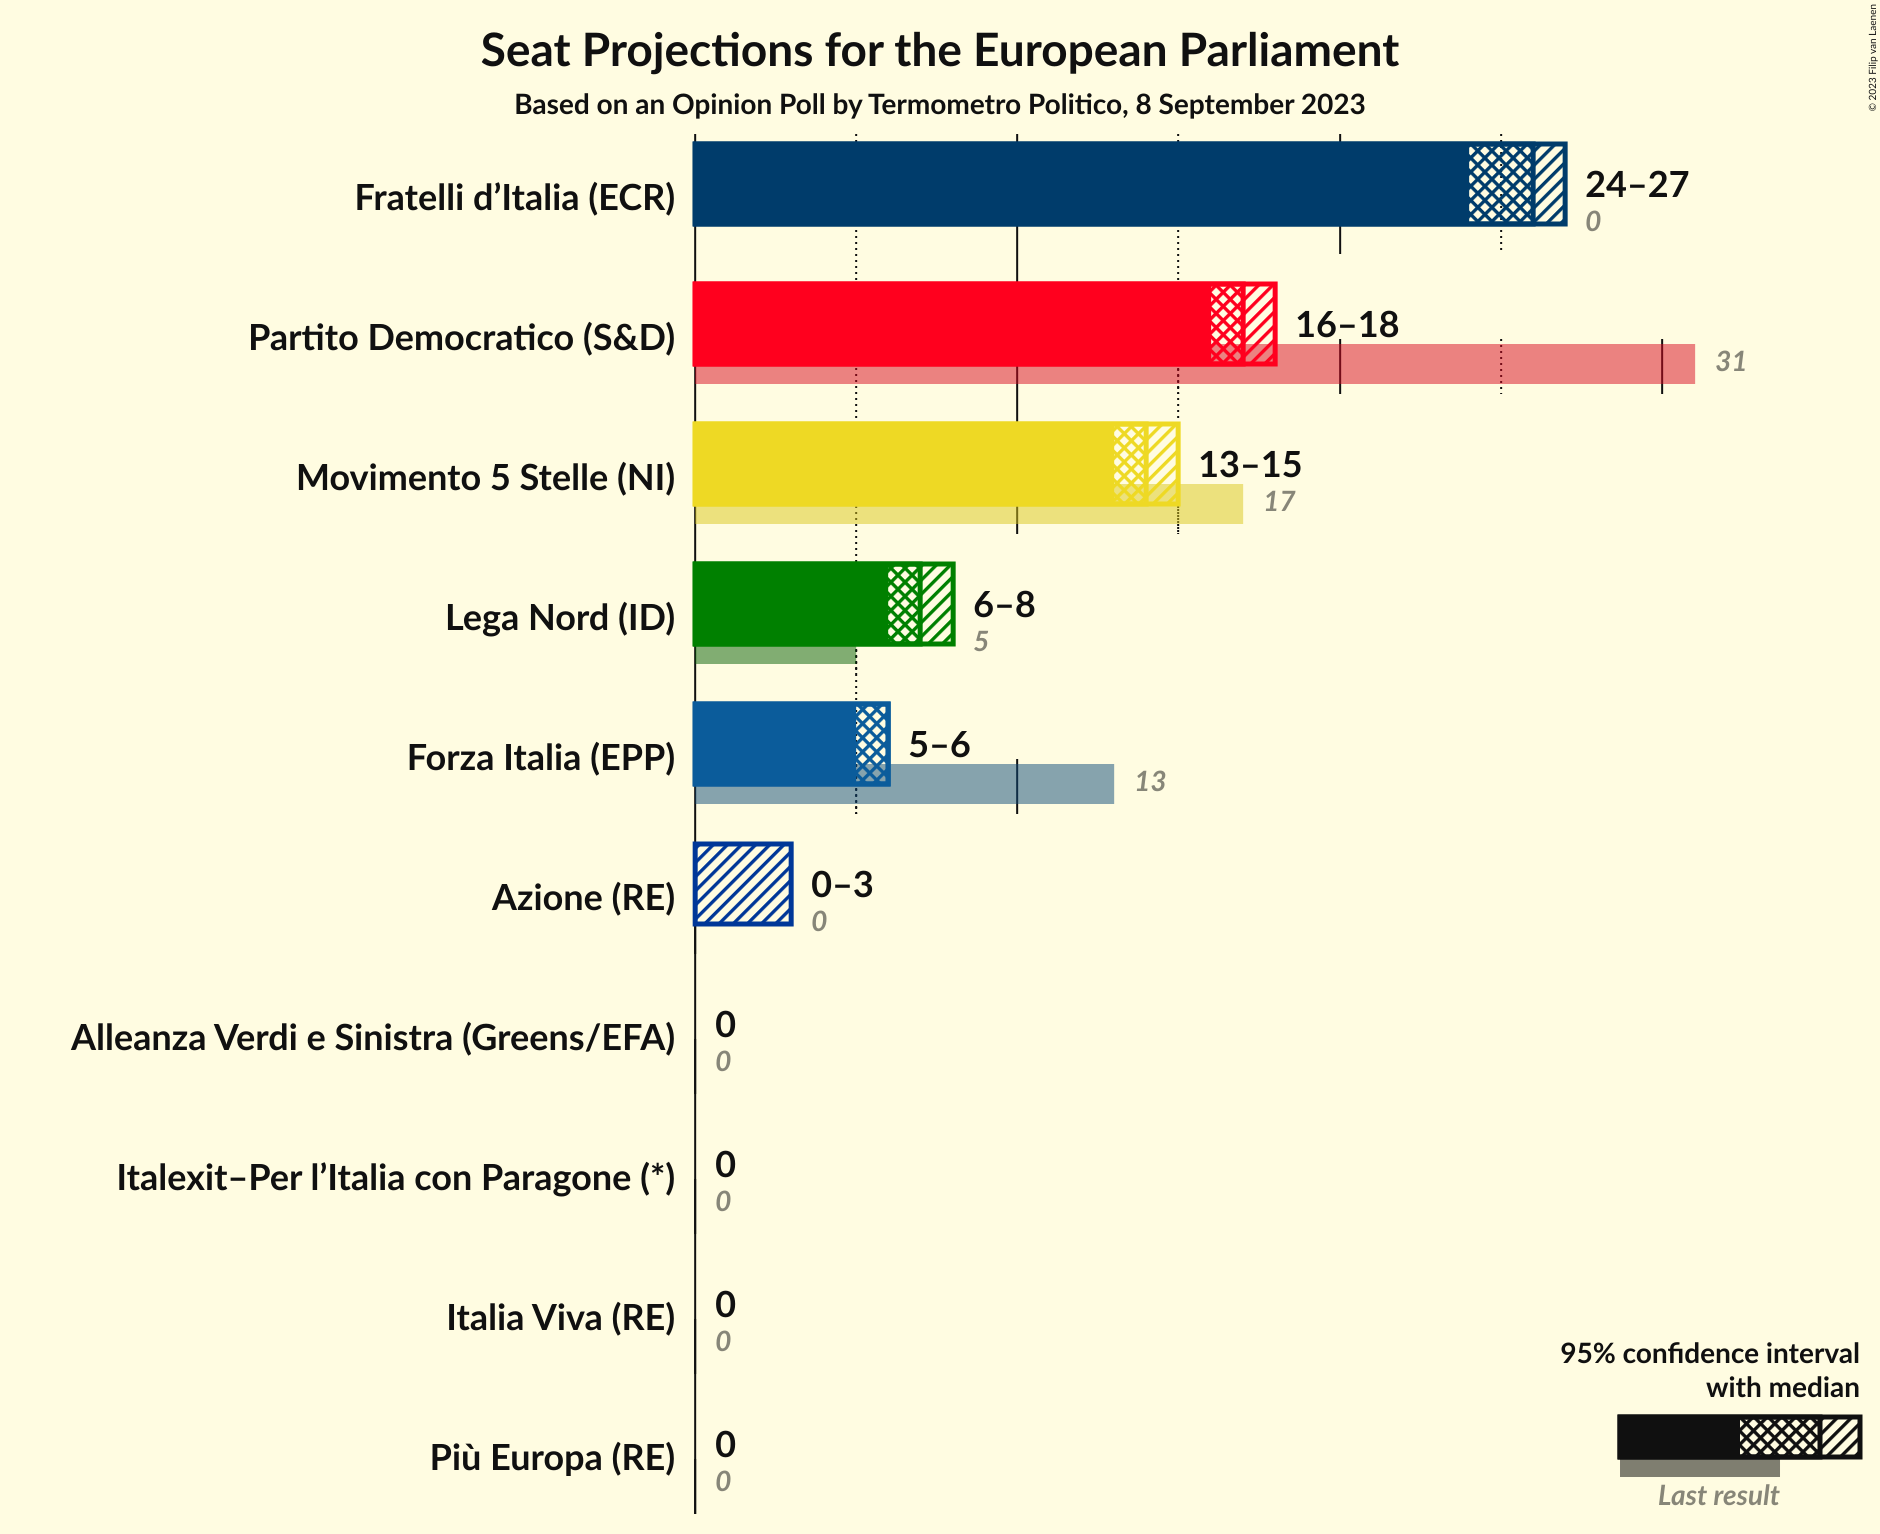 Seat Projections for the European Parliament
Based on an Opinion Poll by Termometro Politico, 8 September 2023
© 2023 Filip van Laenen
Fratelli d’Italia (ECR)
24–27
0
Partito Democratico (S&D)
16–18
31
Movimento 5 Stelle (NI)
13–15
17
Lega Nord (ID)
6–8
5
Forza Italia (EPP)
5–6
13
Azione (RE)
0–3
0
Alleanza Verdi e Sinistra (Greens/EFA)
0
0
Italexit–Per l’Italia con Paragone (*)
0
0
Italia Viva (RE)
0
0
Più Europa (RE)
0
0
95% confidence interval
with median
Last result